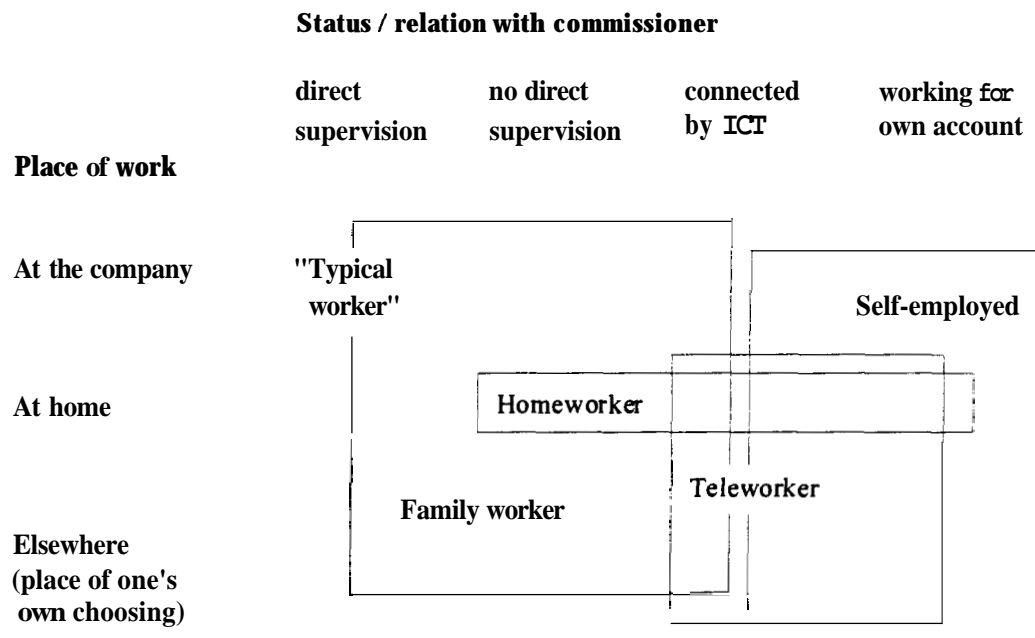 Status / relation with commissioner
direct no direct connected working for
supervision supervision by ICT own account
Place of work
At the company "Typical
worker" Self-employed
At home Homeworker
Teleworker
Family worker
Elsewhere
(place of one's
own choosing)